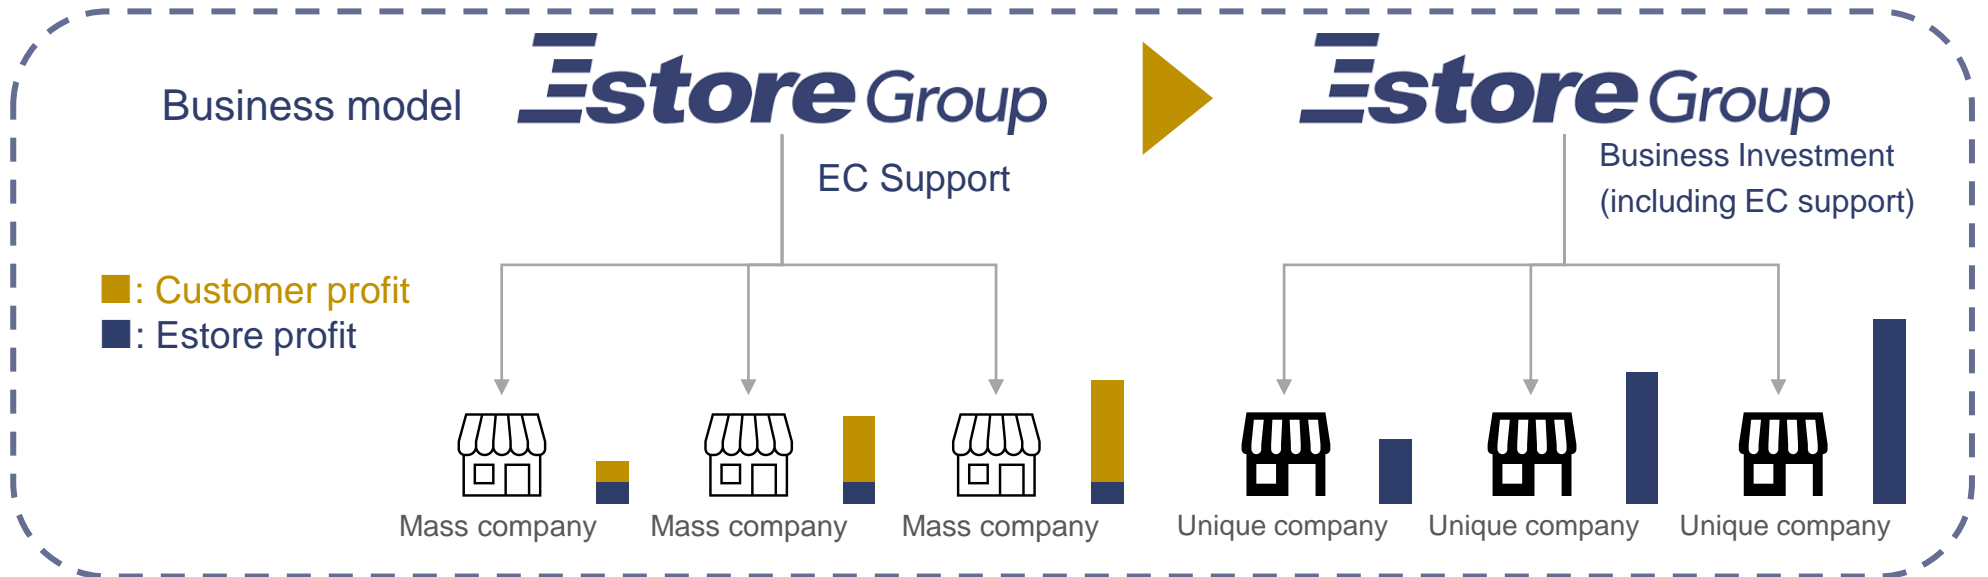 Business model
Estore Group
EC Support
: Customer profit
: Estore profit
Mass company
Mass company
Mass company
Estore Group
Business Investment
(including EC support)
Unique company
Unique company
Unique company